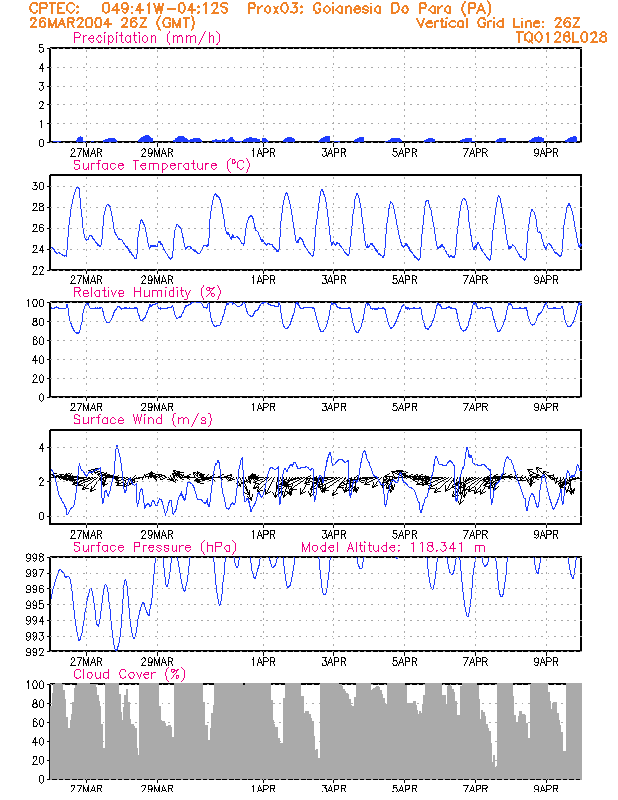 CPTEC: 049:41W-04:12S Prox03: Goianesia Do Para (PA)
26MAR2004 26Z (GMT) Vertical Grid Line: 26Z
Precipitation (mm/h) TQ0126L028
5
4
3
2
1
0
27MAR 29MAR 1APR 3APR 5APR 7APR 9APR
Surface Temperature (ºC)
30
28
26
24
22
27MAR 29MAR 1APR 3APR 5APR 7APR 9APR
Relative Humidity (%)
100
80
60
40
20
0
27MAR 29MAR 1APR 3APR 5APR 7APR 9APR
Surface Wind (m/s)
4
2
0
27MAR 29MAR 1APR 3APR 5APR 7APR 9APR
Surface Pressure (hPa) Model Altitude: 118.341 m
998
997
996
995
994
993
992
27MAR 29MAR 1APR 3APR 5APR 7APR 9APR
Cloud Cover (%)
100
80
60
40
20
0
27MAR 29MAR 1APR 3APR 5APR 7APR 9APR